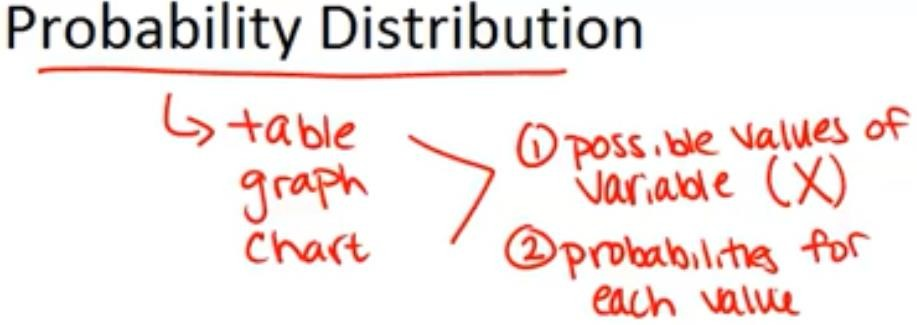 Probability Distribution
table
graph
chart
① possible values of
variable (X)
② probabilities for
each value